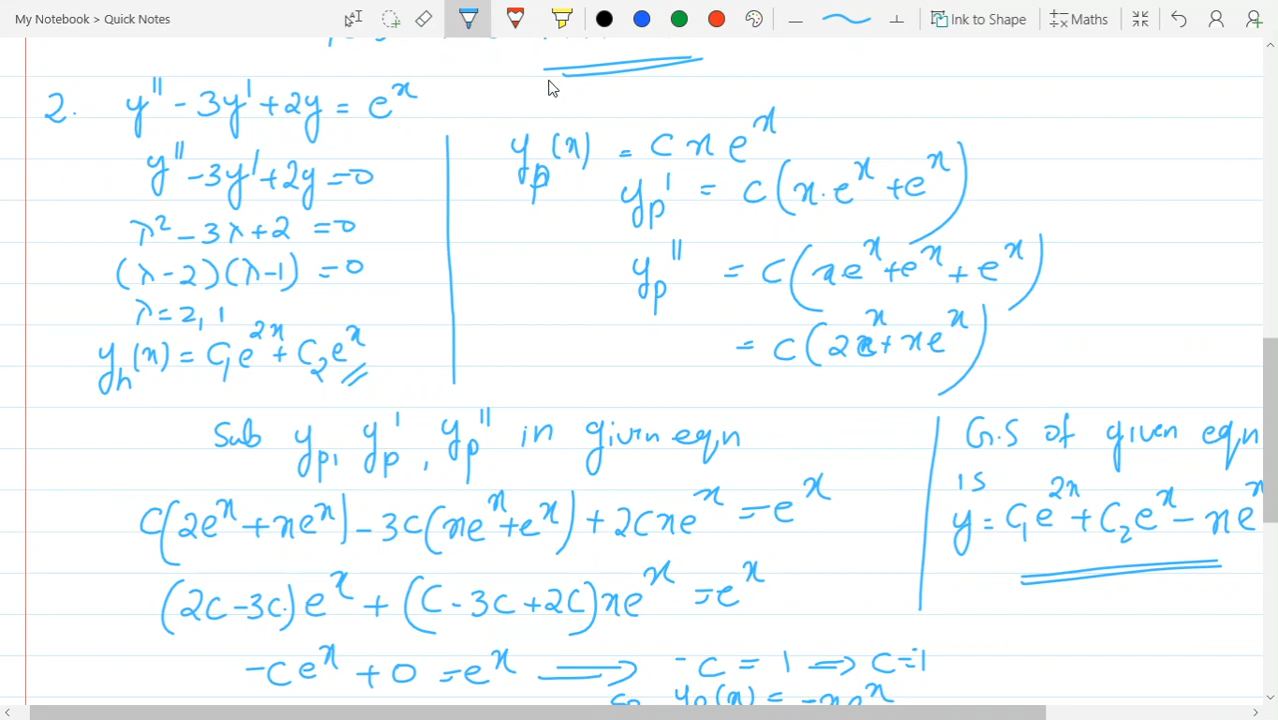 My Notebook > Quick Notes
Ink to Shape
Maths
2. y'' - 3y' + 2y = e^x
y'' - 3y' + 2y = 0
λ² - 3λ + 2 = 0
(λ - 2)(λ - 1) = 0
λ = 2, 1
y_h(x) = C₁e^{2x} + C₂e^x
y_p(x) = C x e^x
y_p' = C(x·e^x + e^x)
y_p'' = C(xe^x + e^x + e^x)
= C(2e^x + xe^x)
Sub y_p, y_p', y_p'' in given eqn
C(2e^x + xe^x) - 3C(xe^x + e^x) + 2Cxe^x = e^x
(2C - 3C)e^x + (C - 3C + 2C)xe^x = e^x
-Ce^x + 0 = e^x ⟹ -C = 1 ⟹ C = -1
y_p(x) = -xe^x
G.S of given eqn
is
y = C₁e^{2x} + C₂e^x - xe^x